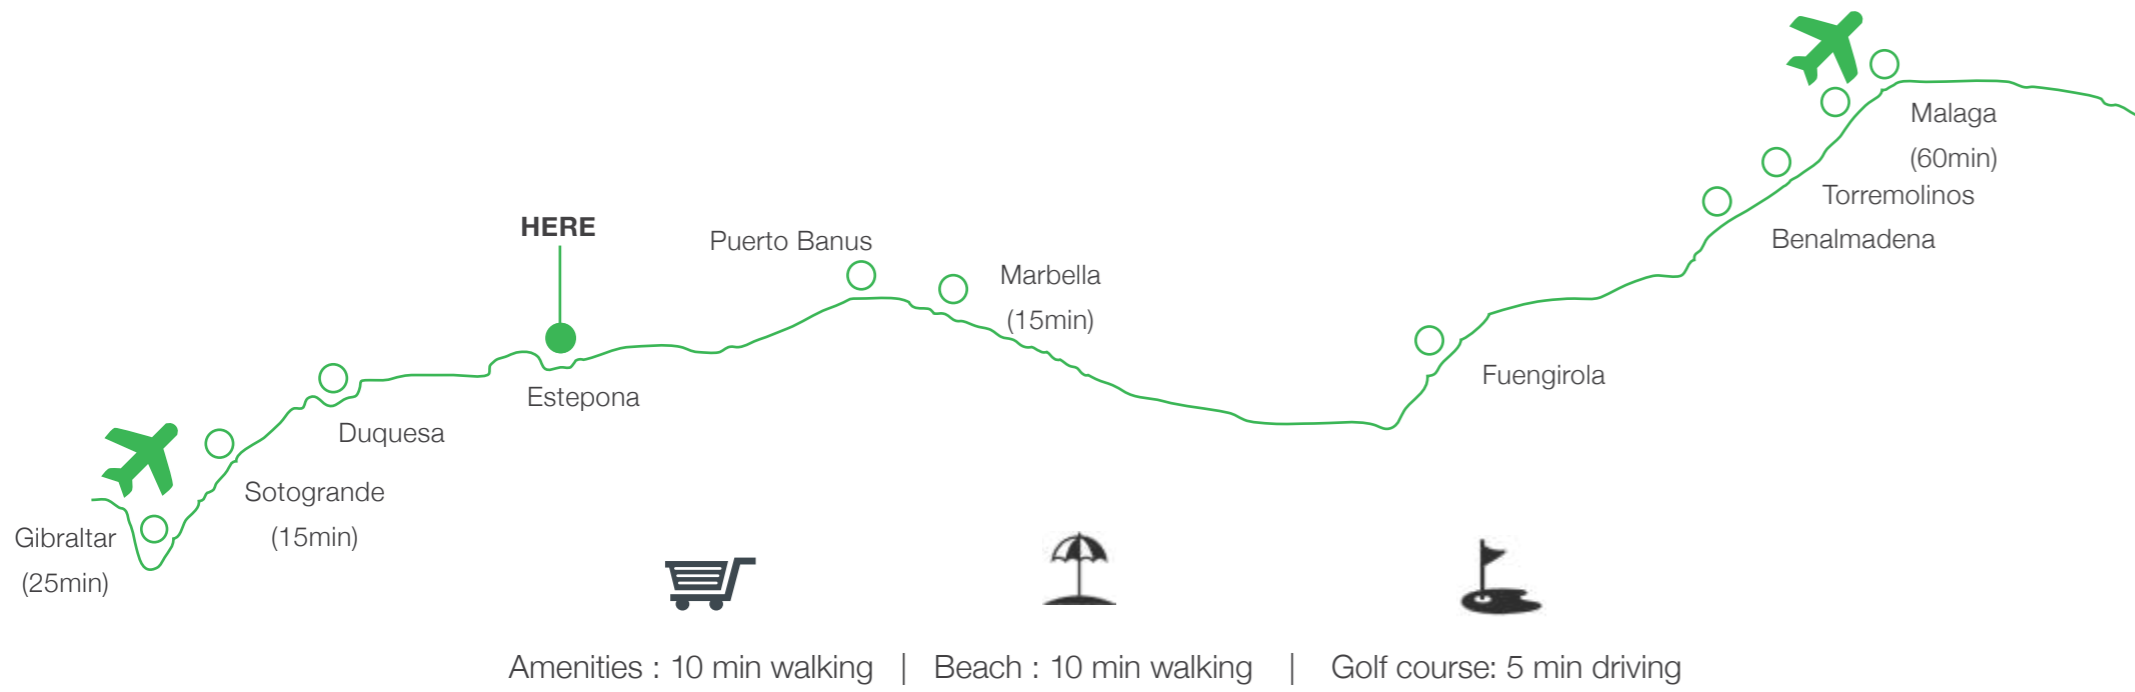 HERE
Puerto Banus
Marbella
(15min)
Malaga
(60min)
Torremolinos
Benalmadena
Fuengirola
Estepona
Duquesa
Sotogrande
(15min)
Gibraltar
(25min)
Amenities : 10 min walking | Beach : 10 min walking | Golf course: 5 min driving